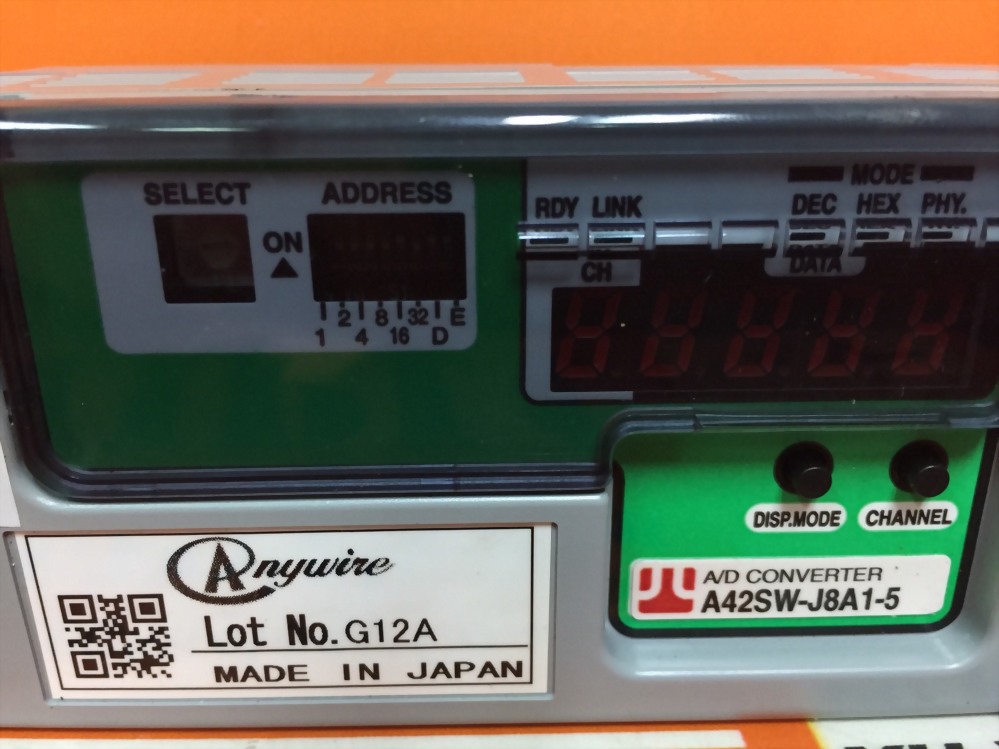 SELECT
ADDRESS
ON
1 2 4 8 16 32 D E
MODE
RDY LINK DEC HEX PHY.
CH
DATA
DISP.MODE
CHANNEL
A/D CONVERTER
A42SW-J8A1-5
Anywire
Lot No.G12A
MADE IN JAPAN